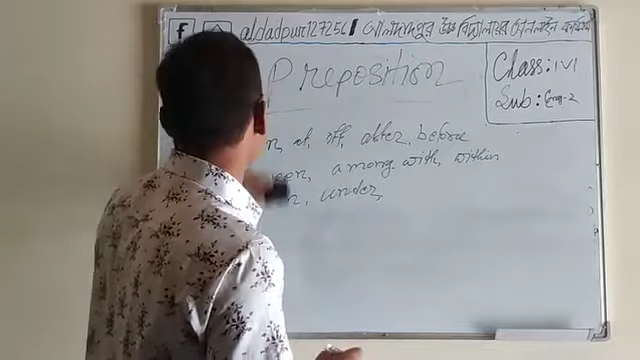 f aldadpur127256 / আলদাদপুর উচ্চ বিদ্যালয়ের অনলাইন কার্যক্রম
Preposition
Class: VI
Sub: Eng-2
at, off, after, before
among, with, within
under,